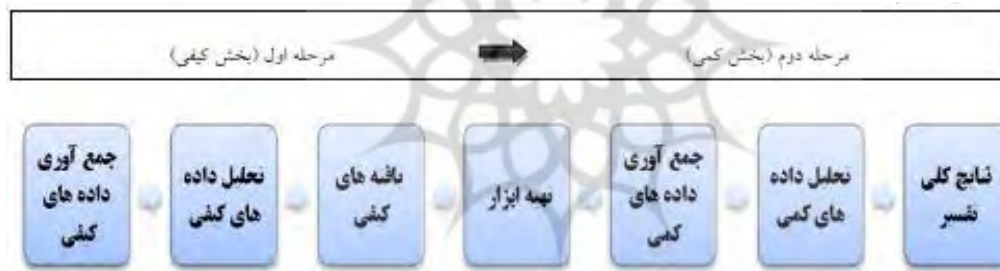 مرحله اول (بخش کیفی)
مرحله دوم (بخش کمی)
جمع آوری
داده های
کیفی
تحلیل داده
های کیفی
یافته های
کیفی
تهیه ابزار
جمع آوری
داده های
کمی
تحلیل داده
های کمی
نتایج کلی
تفسیر